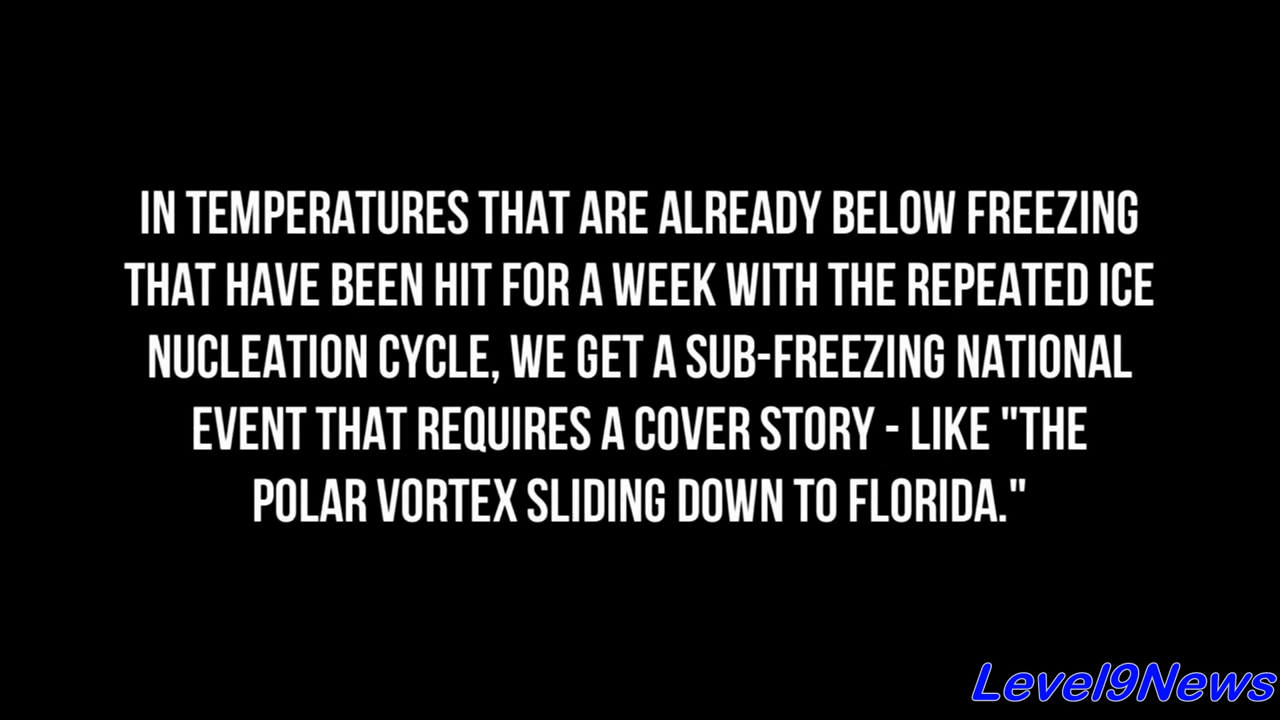 IN TEMPERATURES THAT ARE ALREADY BELOW FREEZING
THAT HAVE BEEN HIT FOR A WEEK WITH THE REPEATED ICE
NUCLEATION CYCLE, WE GET A SUB-FREEZING NATIONAL
EVENT THAT REQUIRES A COVER STORY - LIKE "THE
POLAR VORTEX SLIDING DOWN TO FLORIDA."
Level9News